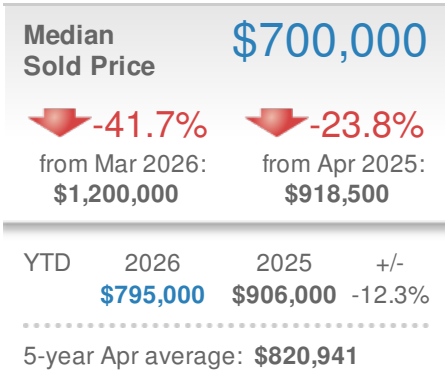 Median $700,000
Sold Price
-41.7% -23.8%
from Mar 2026: from Apr 2025:
$1,200,000 $918,500
YTD 2026 2025 +/-
$795,000 $906,000 -12.3%
5-year Apr average: $820,941